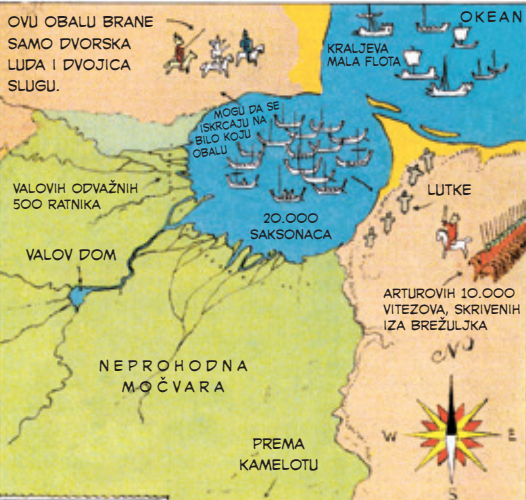 OVU OBALU BRANE
SAMO DVORSKA
LUDA I DVOJICA
SLUGU.
OKEAN
KRALJEVA
MALA FLOTA
MOGU DA SE
ISKRCAJU NA
BILO KOJU
OBALU
VALOVIH ODVAŽNIH
500 RATNIKA
LUTKE
20.000
SAKSONACA
VALOV DOM
ARTUROVIH 10.000
VITEZOVA, SKRIVENIH
IZA BREŽULJKA
NEPROHODNA
MOČVARA
W
E
PREMA
KAMELOTU
S